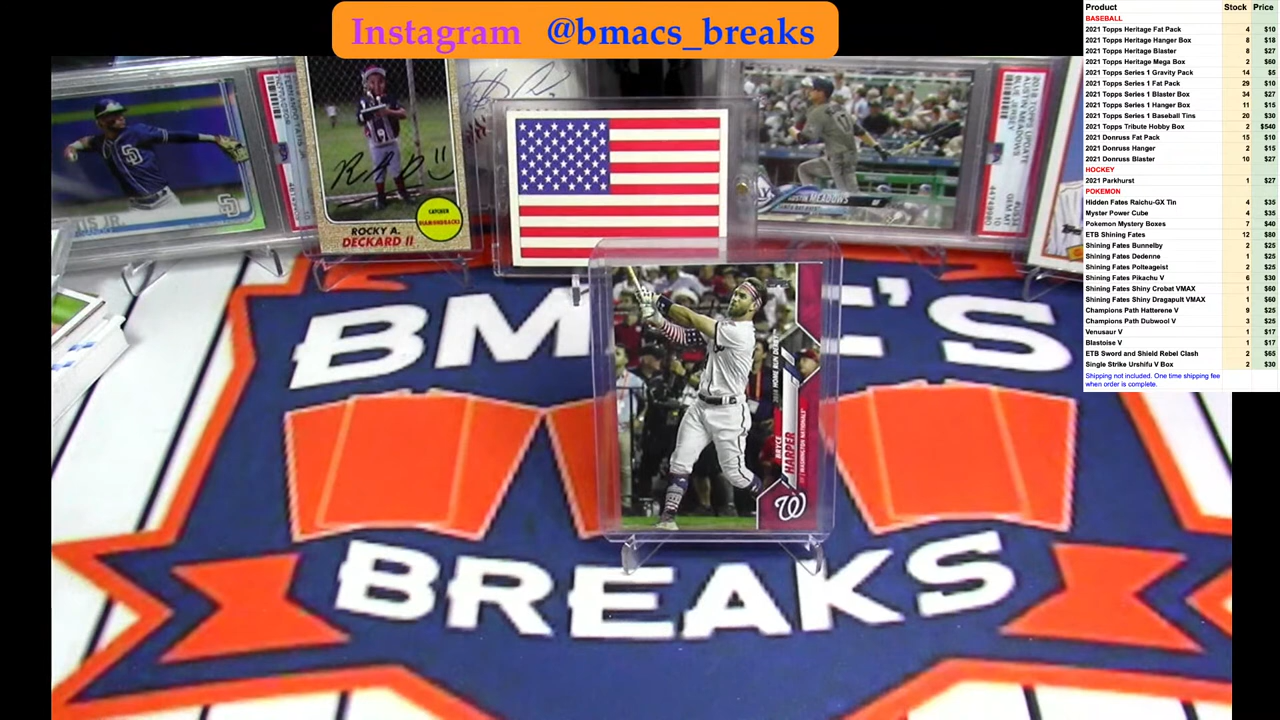 Instagram @bmacs_breaks
Product Stock Price
BASEBALL
2021 Topps Heritage Fat Pack 4 $10
2021 Topps Heritage Hanger Box 8 $18
2021 Topps Heritage Blaster 8 $27
2021 Topps Heritage Mega Box 2 $60
2021 Topps Series 1 Gravity Pack 14 $5
2021 Topps Series 1 Fat Pack 29 $10
2021 Topps Series 1 Blaster Box 34 $27
2021 Topps Series 1 Hanger Box 11 $15
2021 Topps Series 1 Baseball Tins 20 $30
2021 Topps Tribute Hobby Box 2 $540
2021 Donruss Fat Pack 15 $10
2021 Donruss Hanger 2 $15
2021 Donruss Blaster 10 $27
HOCKEY
2021 Parkhurst 1 $27
POKEMON
Hidden Fates Raichu-GX Tin 4 $35
Myster Power Cube 4 $35
Pokemon Mystery Boxes 7 $40
ETB Shining Fates 12 $80
Shining Fates Bunnelby 2 $25
Shining Fates Dedenne 1 $25
Shining Fates Polteageist 2 $25
Shining Fates Pikachu V 6 $30
Shining Fates Shiny Crobat VMAX 1 $60
Shining Fates Shiny Dragapult VMAX 1 $60
Champions Path Hatterene V 9 $25
Champions Path Dubwool V 3 $25
Venusaur V 1 $17
Blastoise V 1 $17
ETB Sword and Shield Rebel Clash 2 $65
Single Strike Urshifu V Box 2 $30
Shipping not included. One time shipping fee
when order is complete.
CATCHER
DIAMONDBACKS
ROCKY A.
DECKARD II
AUSTIN MEADOWS
2018 HOME RUN DERBY
BRYCE
HARPER
WASHINGTON NATIONALS
W
BM 'S
BREAKS